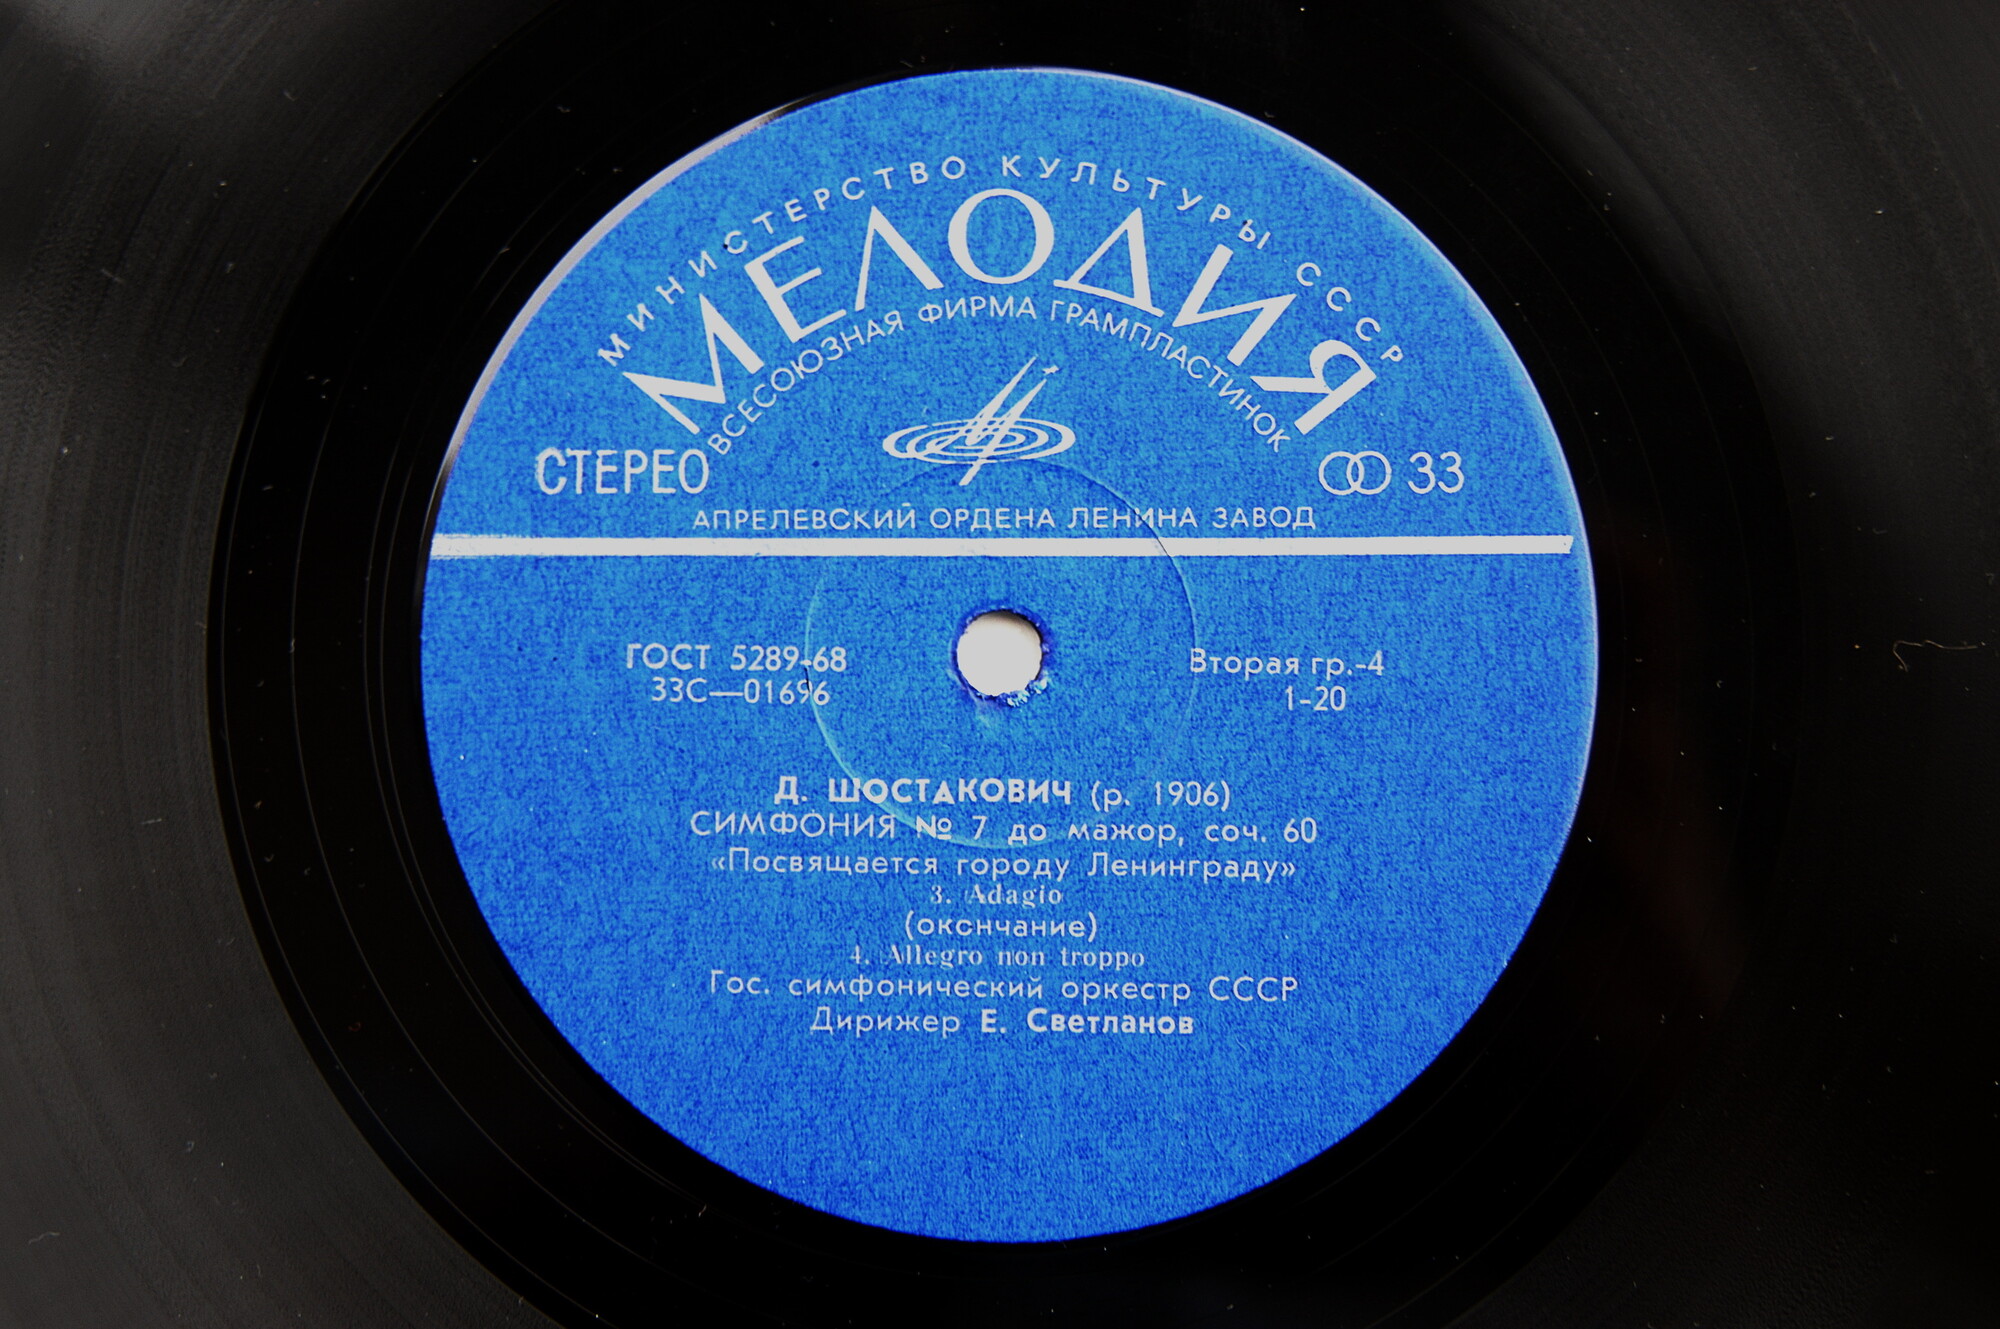 МИНИСТЕРСТВО КУЛЬТУРЫ СССР
МЕЛОДИЯ
ВСЕСОЮЗНАЯ ФИРМА ГРАМПЛАСТИНОК
СТЕРЕО
33
АПРЕЛЕВСКИЙ ОРДЕНА ЛЕНИНА ЗАВОД
ГОСТ 5289-68
33С—01696
Вторая гр.-4
1-20
Д. ШОСТАКОВИЧ (р. 1906)
СИМФОНИЯ № 7 до мажор, соч. 60
«Посвящается городу Ленинграду»
3. Adagio
(окончание)
4. Allegro non troppo
Гос. симфонический оркестр СССР
Дирижер Е. Светланов